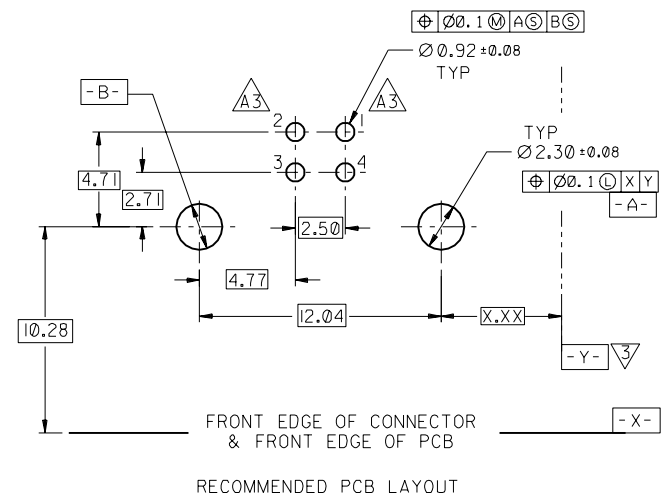 ⌖ Ø0.1 Ⓜ A Ⓢ B Ⓢ
Ø0.92 ±0.08
TYP
-B-
A3
A3
2
1
3
4
TYP
Ø2.30 ±0.08
⌖ Ø0.1 Ⓛ X Y
-A-
4.71
2.71
2.50
4.77
12.04
X.XX
10.28
-Y-
3
-X-
FRONT EDGE OF CONNECTOR
& FRONT EDGE OF PCB
RECOMMENDED PCB LAYOUT